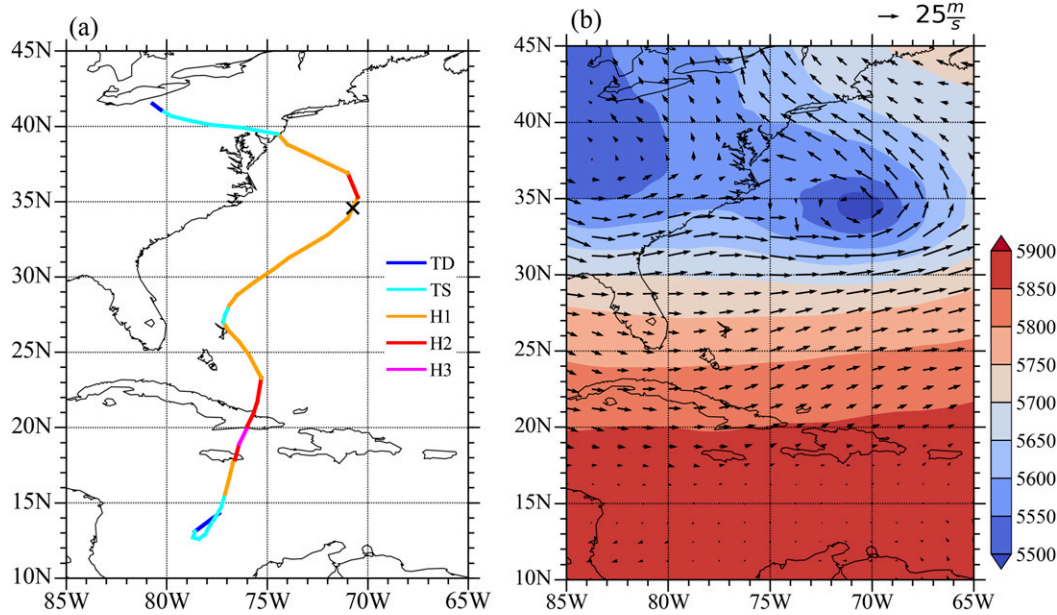 (a)
45N
40N
35N
30N
25N
20N
15N
10N
85W 80W 75W 70W 65W
TD
TS
H1
H2
H3
(b)
25 m/s
45N
40N
35N
30N
25N
20N
15N
10N
85W 80W 75W 70W 65W
5900
5850
5800
5750
5700
5650
5600
5550
5500